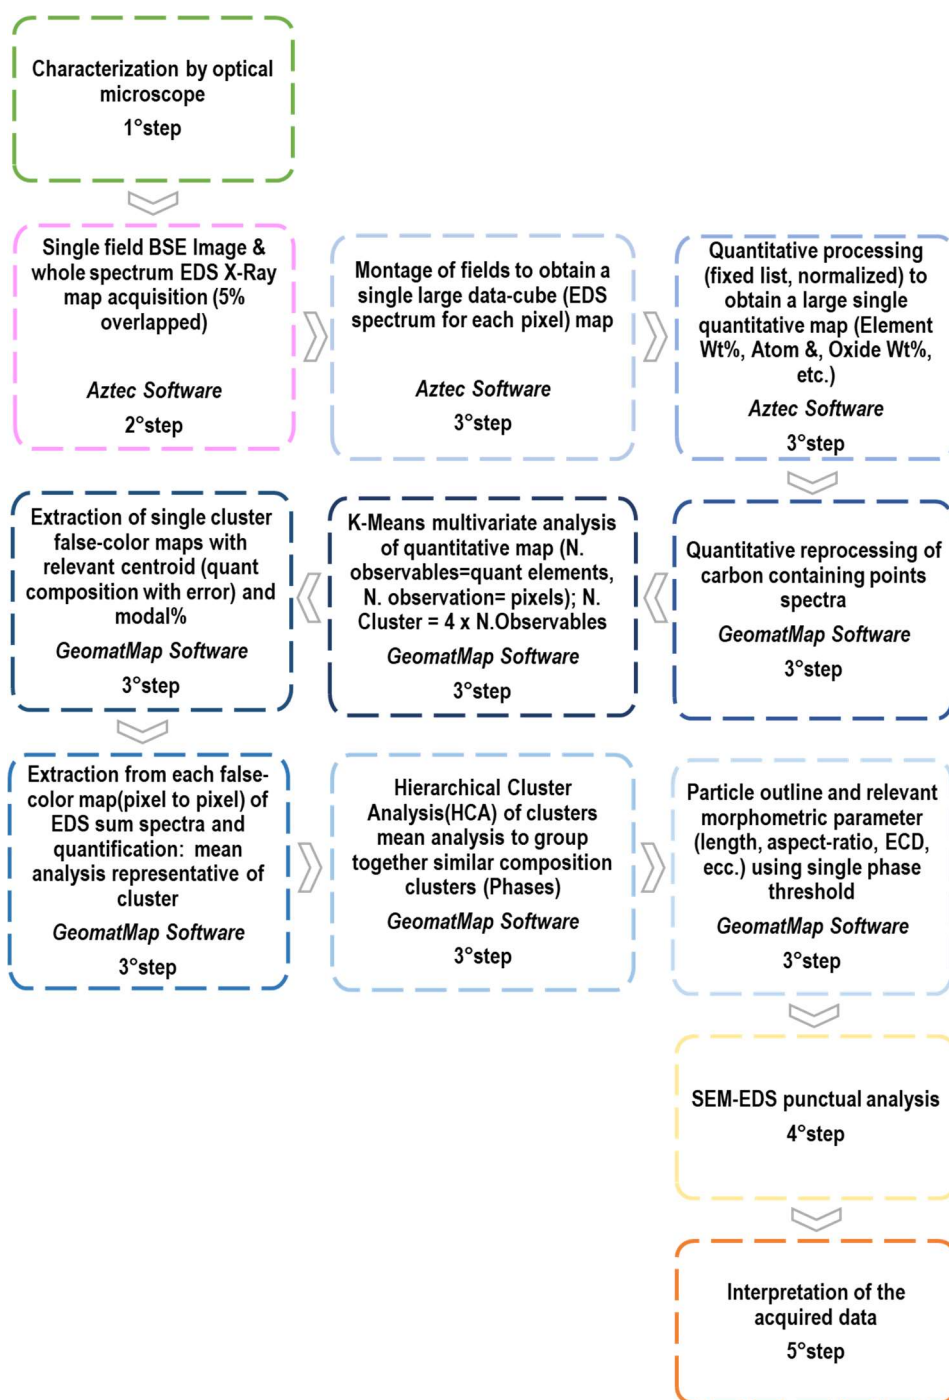 Characterization by optical
microscope
1°step
Single field BSE Image &
whole spectrum EDS X-Ray
map acquisition (5%
overlapped)
Aztec Software
2°step
Montage of fields to obtain a
single large data-cube (EDS
spectrum for each pixel) map
Aztec Software
3°step
Quantitative processing
(fixed list, normalized) to
obtain a large single
quantitative map (Element
Wt%, Atom &, Oxide Wt%,
etc.)
Aztec Software
3°step
Quantitative reprocessing of
carbon containing points
spectra
GeomatMap Software
3°step
K-Means multivariate analysis
of quantitative map (N.
observables=quant elements,
N. observation= pixels); N.
Cluster = 4 x N.Observables
GeomatMap Software
3°step
Extraction of single cluster
false-color maps with
relevant centroid (quant
composition with error) and
modal%
GeomatMap Software
3°step
Extraction from each false-
color map(pixel to pixel) of
EDS sum spectra and
quantification: mean
analysis representative of
cluster
GeomatMap Software
3°step
Hierarchical Cluster
Analysis(HCA) of clusters
mean analysis to group
together similar composition
clusters (Phases)
GeomatMap Software
3°step
Particle outline and relevant
morphometric parameter
(length, aspect-ratio, ECD,
ecc.) using single phase
threshold
GeomatMap Software
3°step
SEM-EDS punctual analysis
4°step
Interpretation of the
acquired data
5°step